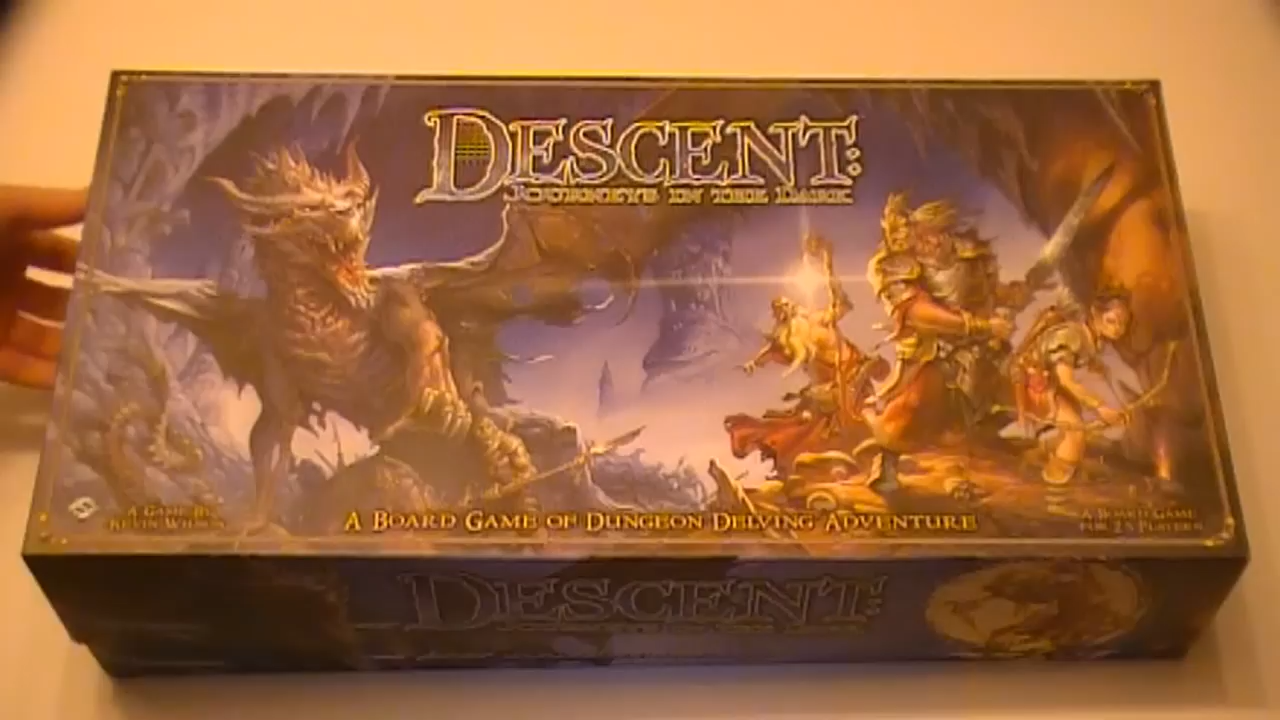 DESCENT:
JOURNEYS IN THE DARK
A GAME BY
KEVIN WILSON
A BOARD GAME OF DUNGEON DELVING ADVENTURE
A BOARD GAME
FOR 2-5 PLAYERS
DESCENT: